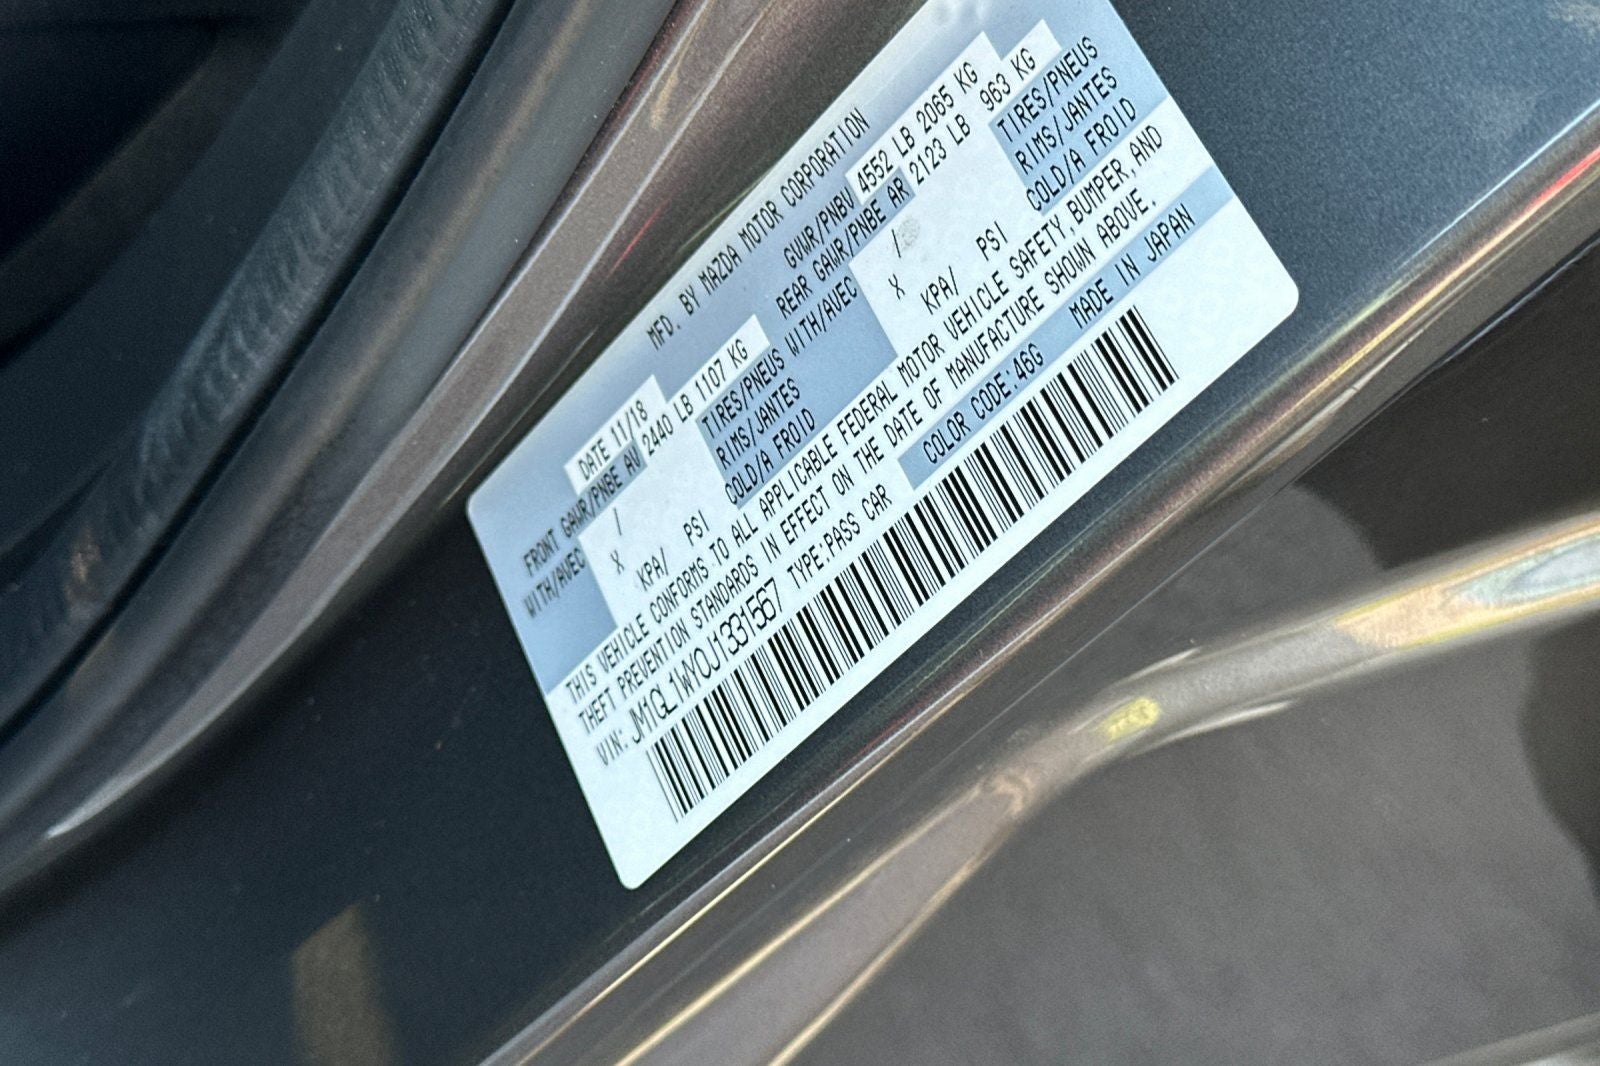 MFD. BY MAZDA MOTOR CORPORATION
DATE 11/18 GVWR/PNBV 4552 LB 2065 KG
FRONT GAWR/PNBE AV 2440 LB 1107 KG REAR GAWR/PNBE AR 2123 LB 963 KG
WITH/AVEC / TIRES/PNEUS WITH/AVEC / TIRES/PNEUS
X RIMS/JANTES X RIMS/JANTES
KPA/ PSI COLD/A FROID KPA/ PSI COLD/A FROID
THIS VEHICLE CONFORMS TO ALL APPLICABLE FEDERAL MOTOR VEHICLE SAFETY,BUMPER,AND
THEFT PREVENTION STANDARDS IN EFFECT ON THE DATE OF MANUFACTURE SHOWN ABOVE.
VIN:JM1GL1WY0J1331567 TYPE:PASS CAR COLOR CODE:46G MADE IN JAPAN